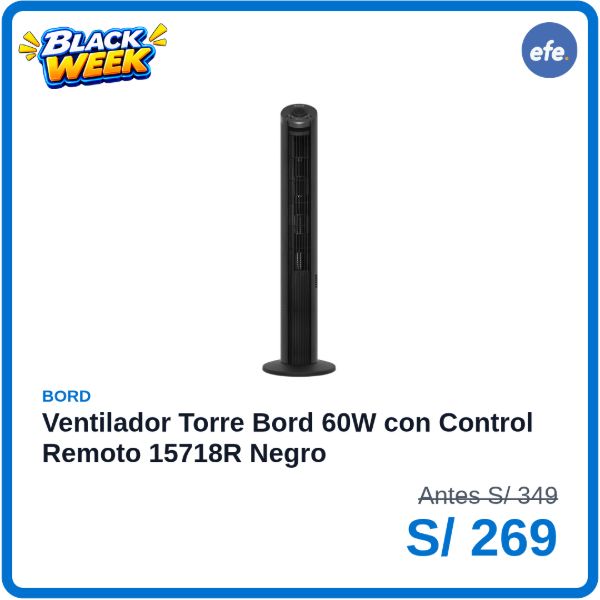 BLACK
WEEK
efe.
BORD
Ventilador Torre Bord 60W con Control
Remoto 15718R Negro
Antes S/ 349
S/ 269